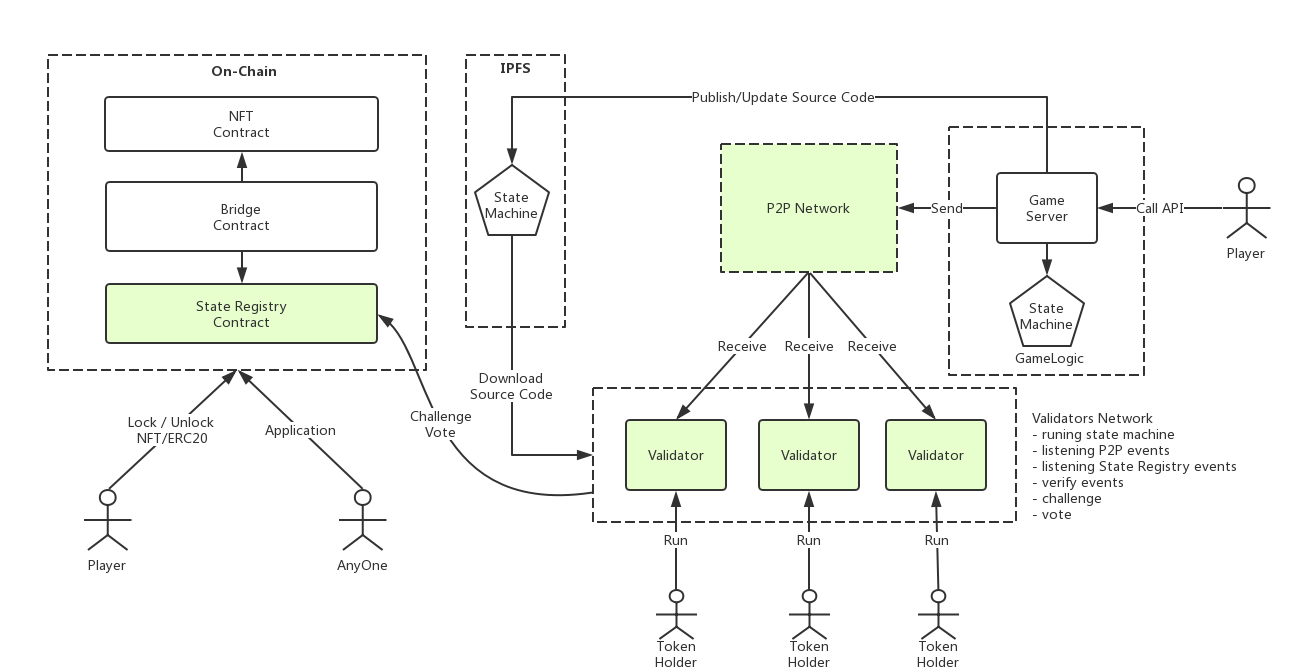 On-Chain
NFT
Contract
Bridge
Contract
State Registry
Contract
IPFS
State
Machine
Publish/Update Source Code
P2P Network
Send
Game
Server
Call API
Player
State
Machine
GameLogic
Receive
Receive
Receive
Download
Source Code
Challenge
Vote
Lock / Unlock
NFT/ERC20
Application
Player
AnyOne
Validator
Validator
Validator
Validators Network
- runing state machine
- listening P2P events
- listening State Registry events
- verify events
- challenge
- vote
Run
Run
Run
Token
Holder
Token
Holder
Token
Holder